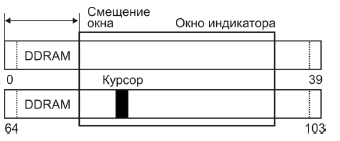 Смещение
окна
Окно индикатора
DDRAM
0
Курсор
39
DDRAM
64
103